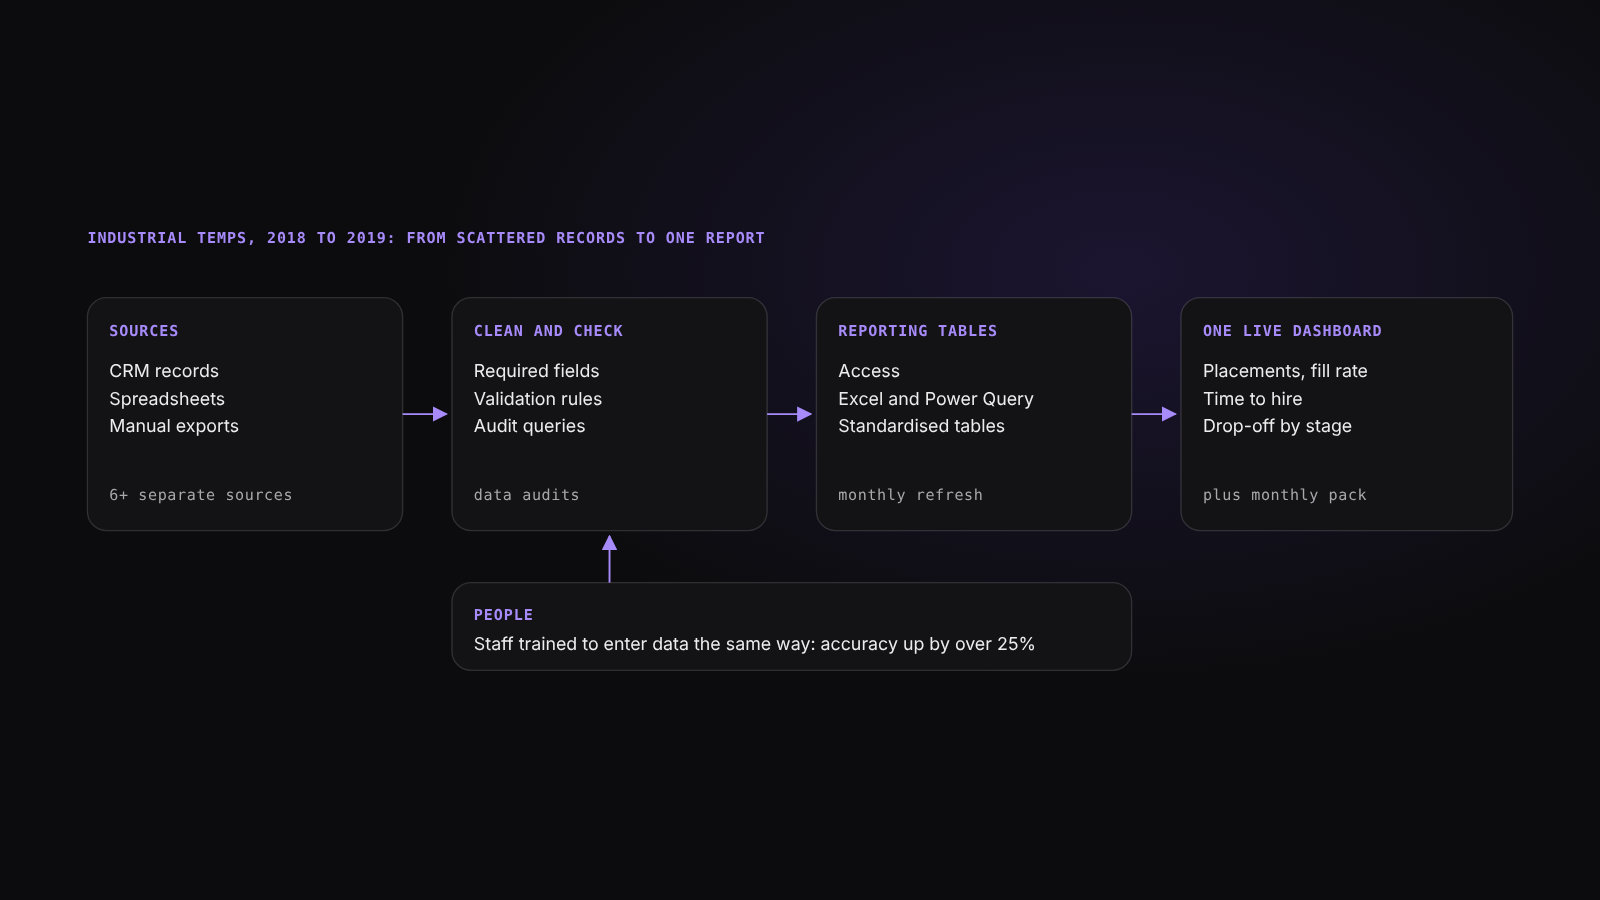 INDUSTRIAL TEMPS, 2018 TO 2019: FROM SCATTERED RECORDS TO ONE REPORT
SOURCES
CRM records
Spreadsheets
Manual exports
6+ separate sources
CLEAN AND CHECK
Required fields
Validation rules
Audit queries
data audits
REPORTING TABLES
Access
Excel and Power Query
Standardised tables
monthly refresh
ONE LIVE DASHBOARD
Placements, fill rate
Time to hire
Drop-off by stage
plus monthly pack
PEOPLE
Staff trained to enter data the same way: accuracy up by over 25%